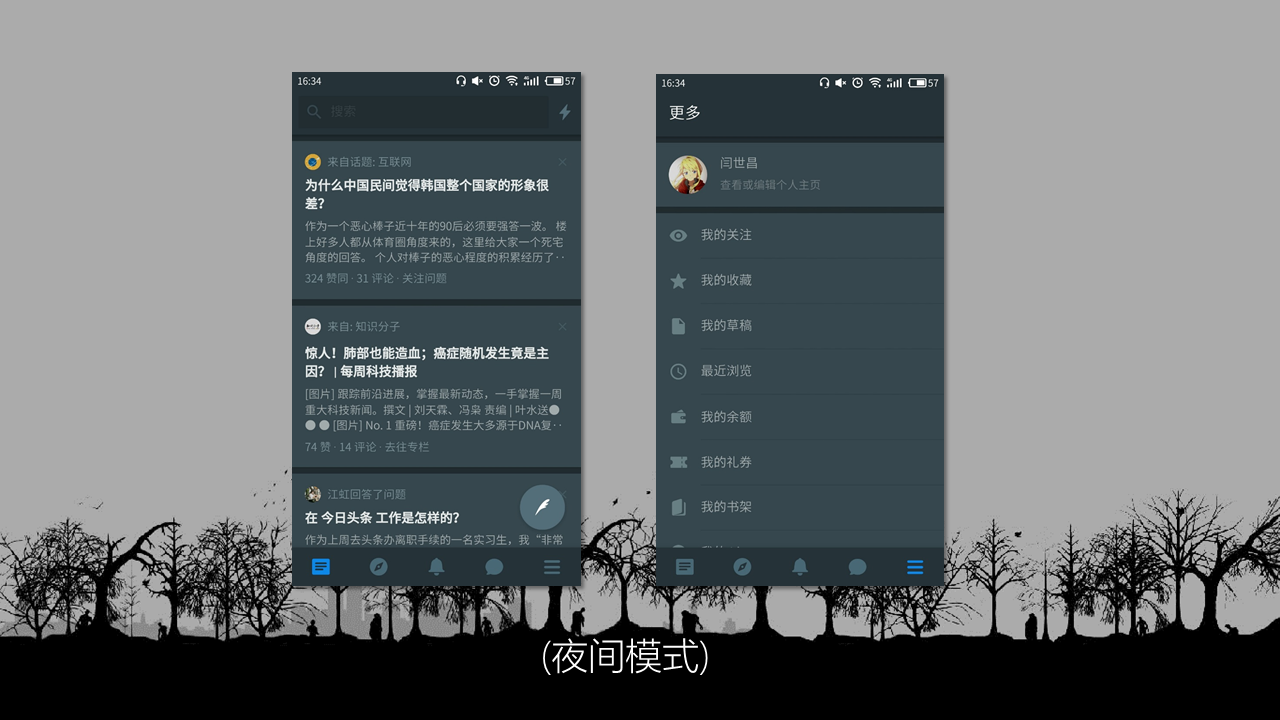 16:34
57
搜索
来自话题: 互联网
为什么中国民间觉得韩国整个国家的形象很
差?
作为一个恶心棒子近十年的90后必须要强答一波。 楼
上好多人都从体育圈角度来的，这里给大家一个死宅
角度的回答。 个人对棒子的恶心程度的积累经历了··
324 赞同 · 31 评论 · 关注问题
来自: 知识分子
惊人！肺部也能造血；癌症随机发生竟是主
因？ | 每周科技播报
[图片] 跟踪前沿进展，掌握最新动态，一手掌握一周
重大科技新闻。撰文 | 刘天霖、冯枭 责编 | 叶水送●
● ● [图片] No. 1 重磅！癌症发生大多源于DNA复··
74 赞 · 14 评论 · 去往专栏
江虹回答了问题
在 今日头条 工作是怎样的?
作为上周去头条办离职手续的一名实习生，我“非常
16:34
57
更多
闫世昌
查看或编辑个人主页
我的关注
我的收藏
我的草稿
最近浏览
我的余额
我的礼券
我的书架
(夜间模式)